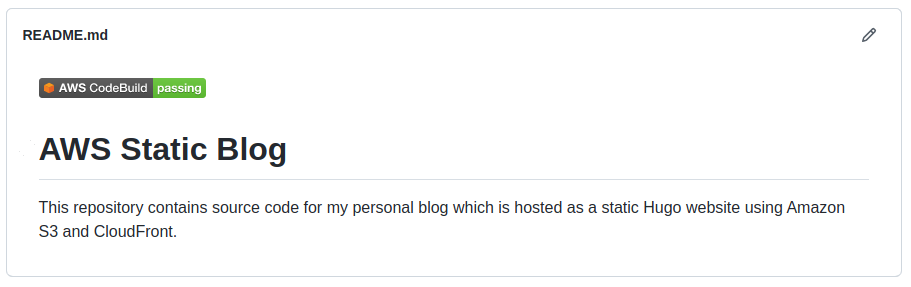 README.md
AWS CodeBuild passing
AWS Static Blog
This repository contains source code for my personal blog which is hosted as a static Hugo website using Amazon
S3 and CloudFront.